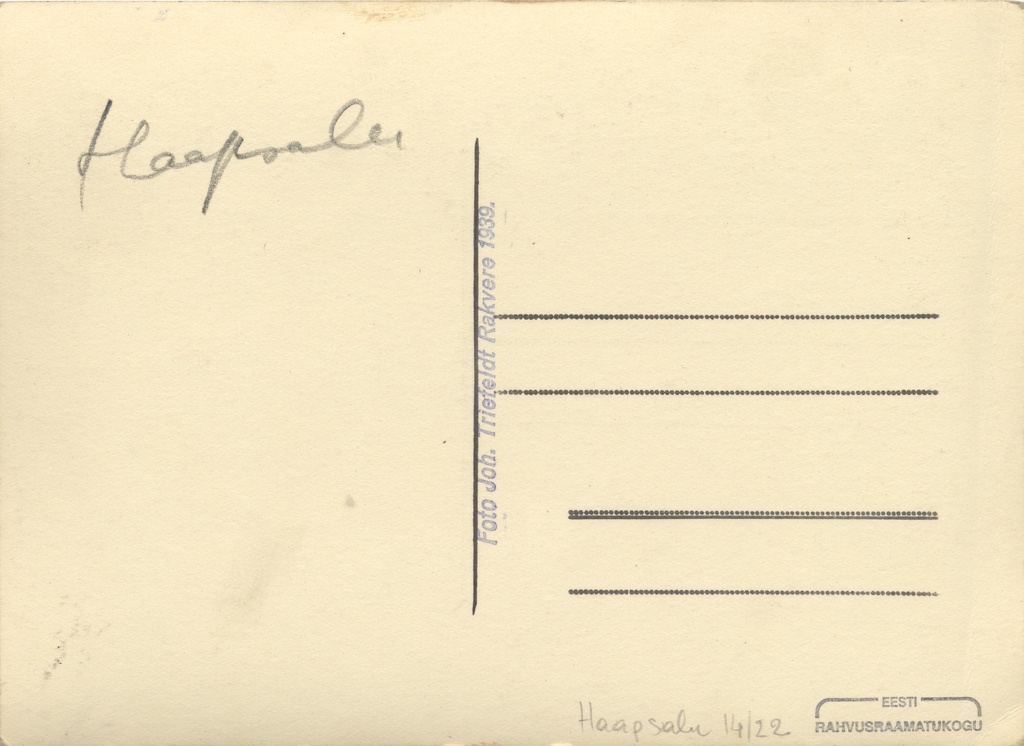 Haapsalu
Foto Joh. Triefeldt Rakvere 1939.
Haapsalu 14/22
EESTI
RAHVUSRAAMATUKOGU